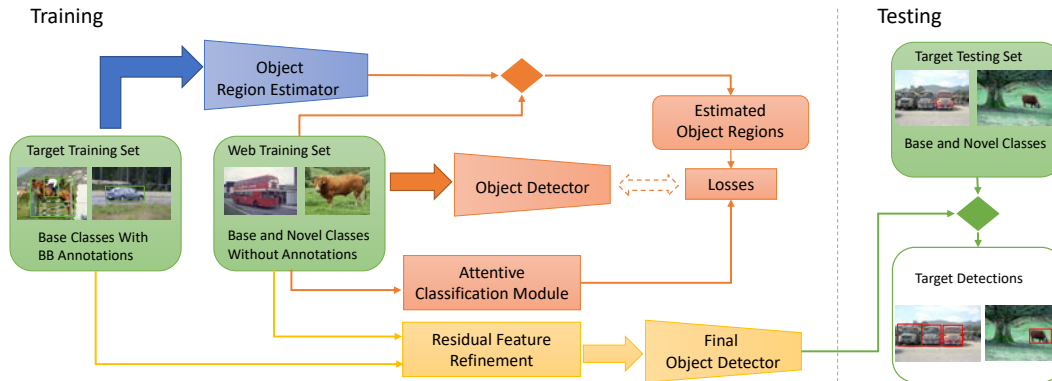 Training
Testing
Object
Region Estimator
Target Testing Set
Base and Novel Classes
Estimated
Object Regions
Target Training Set
Base Classes With
BB Annotations
Web Training Set
Base and Novel Classes
Without Annotations
Object Detector
Losses
Attentive
Classification Module
Residual Feature
Refinement
Final
Object Detector
Target Detections